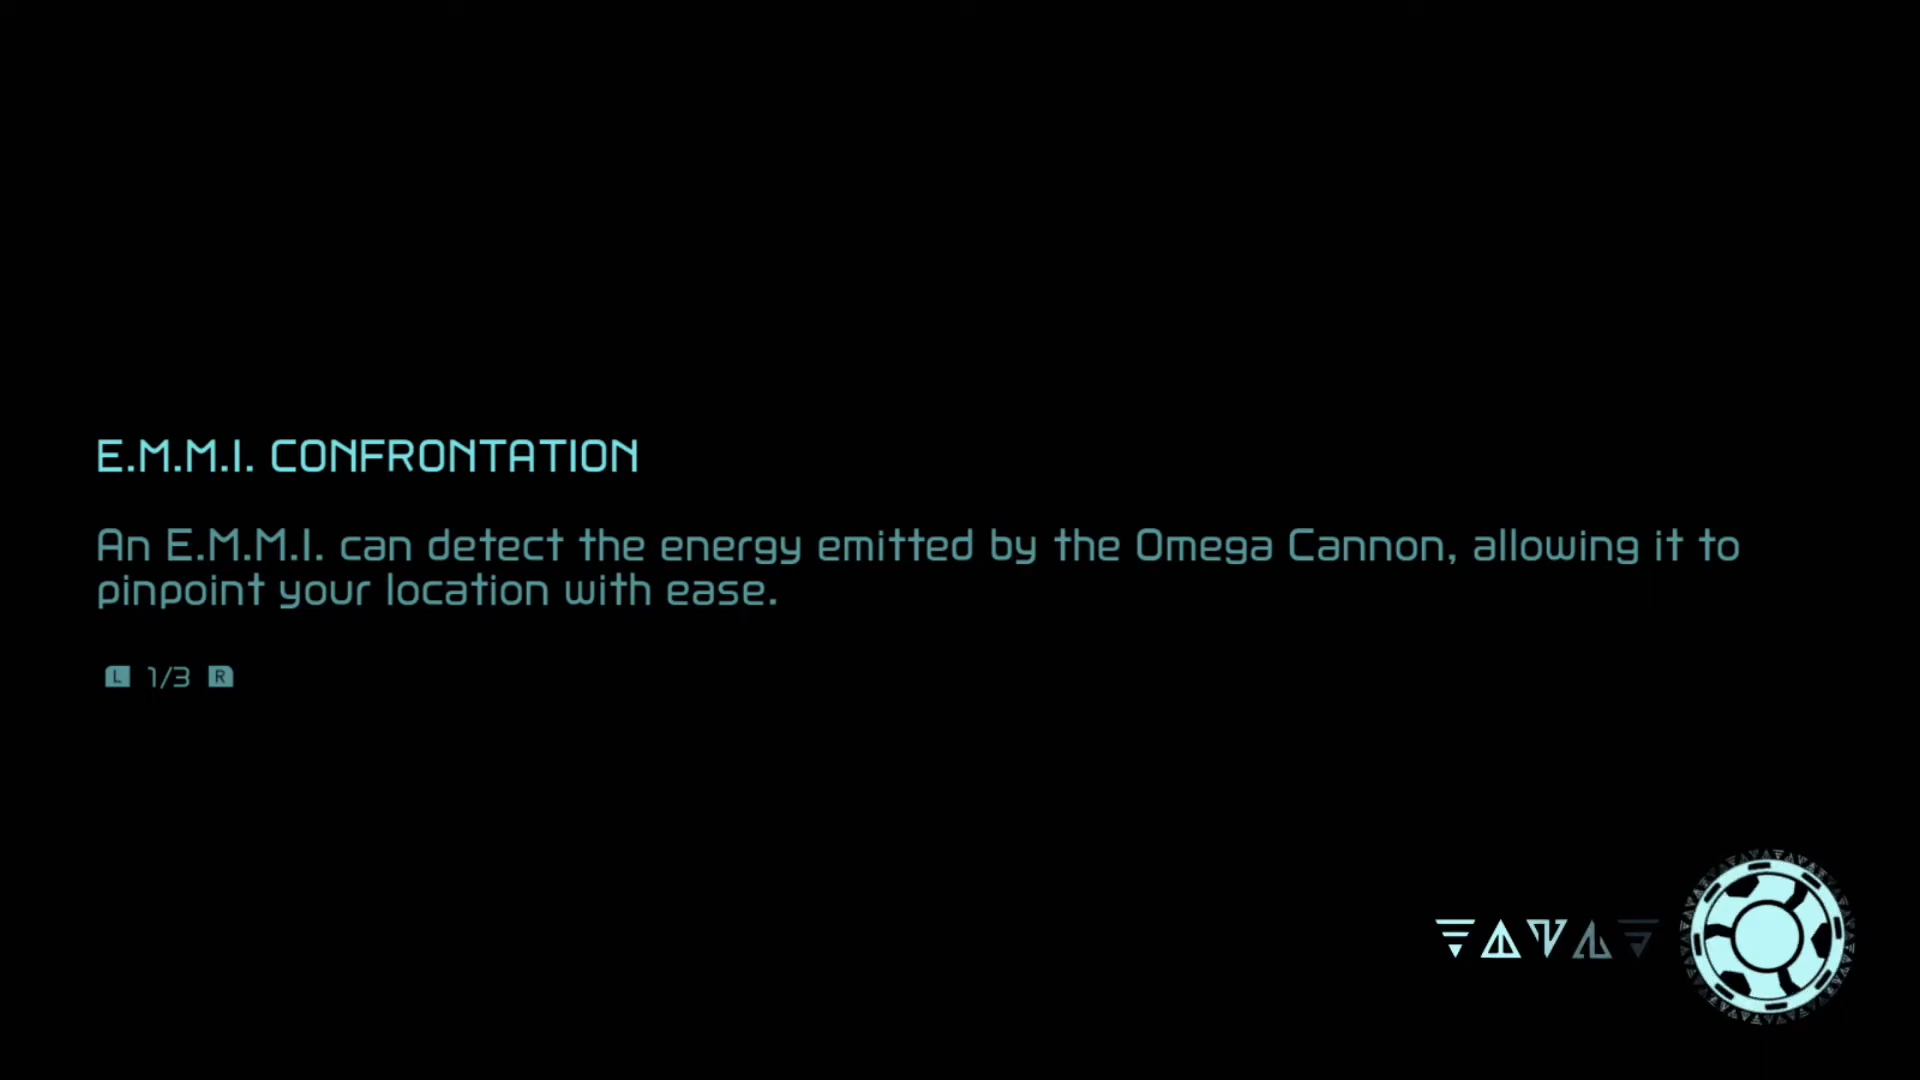 E.M.M.I. CONFRONTATION
An E.M.M.I. can detect the energy emitted by the Omega Cannon, allowing it to
pinpoint your location with ease.
L 1/3 R